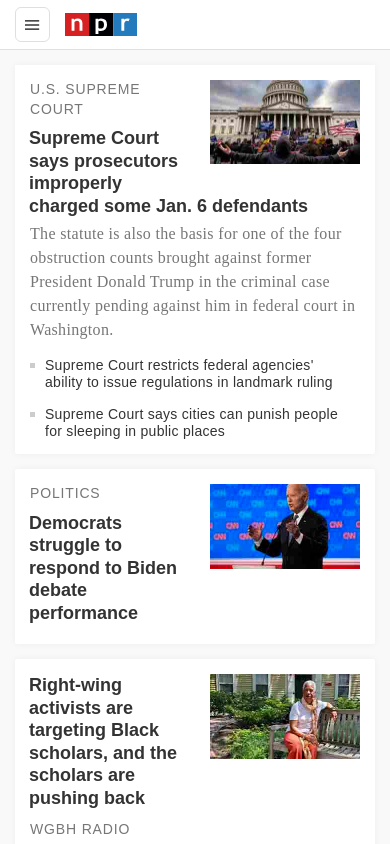 npr
U.S. SUPREME
COURT
Supreme Court
says prosecutors
improperly
charged some Jan. 6 defendants
The statute is also the basis for one of the four
obstruction counts brought against former
President Donald Trump in the criminal case
currently pending against him in federal court in
Washington.
Supreme Court restricts federal agencies'
ability to issue regulations in landmark ruling
Supreme Court says cities can punish people
for sleeping in public places
POLITICS
Democrats
struggle to
respond to Biden
debate
performance
Right-wing
activists are
targeting Black
scholars, and the
scholars are
pushing back
WGBH RADIO